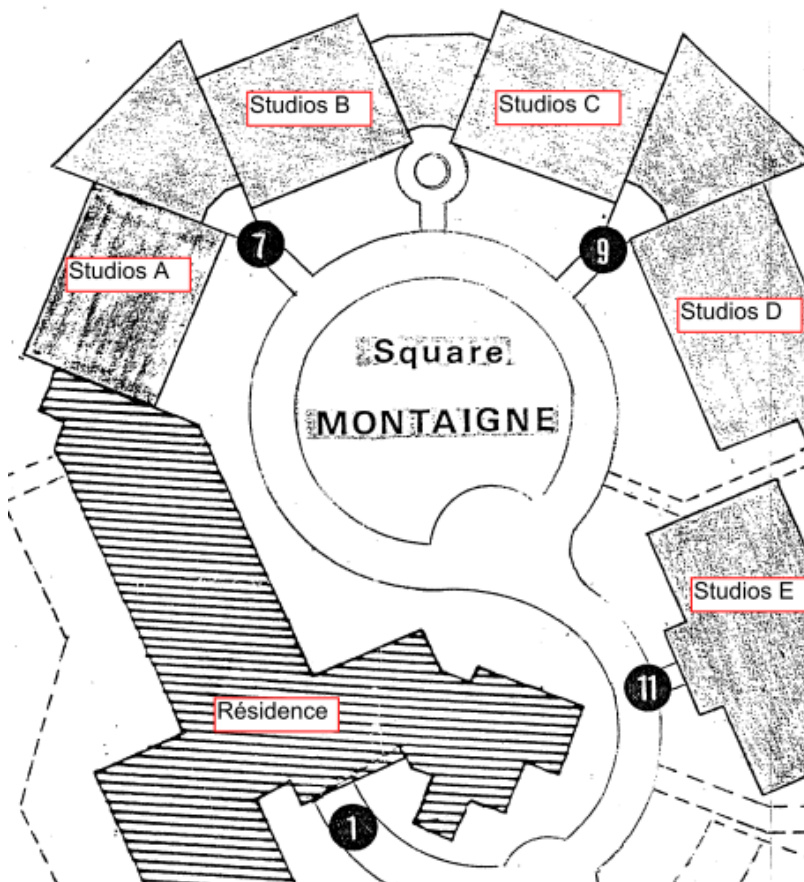 Studios B
Studios C
7
9
Studios A
Studios D
Square
MONTAIGNE
Studios E
11
Résidence
1